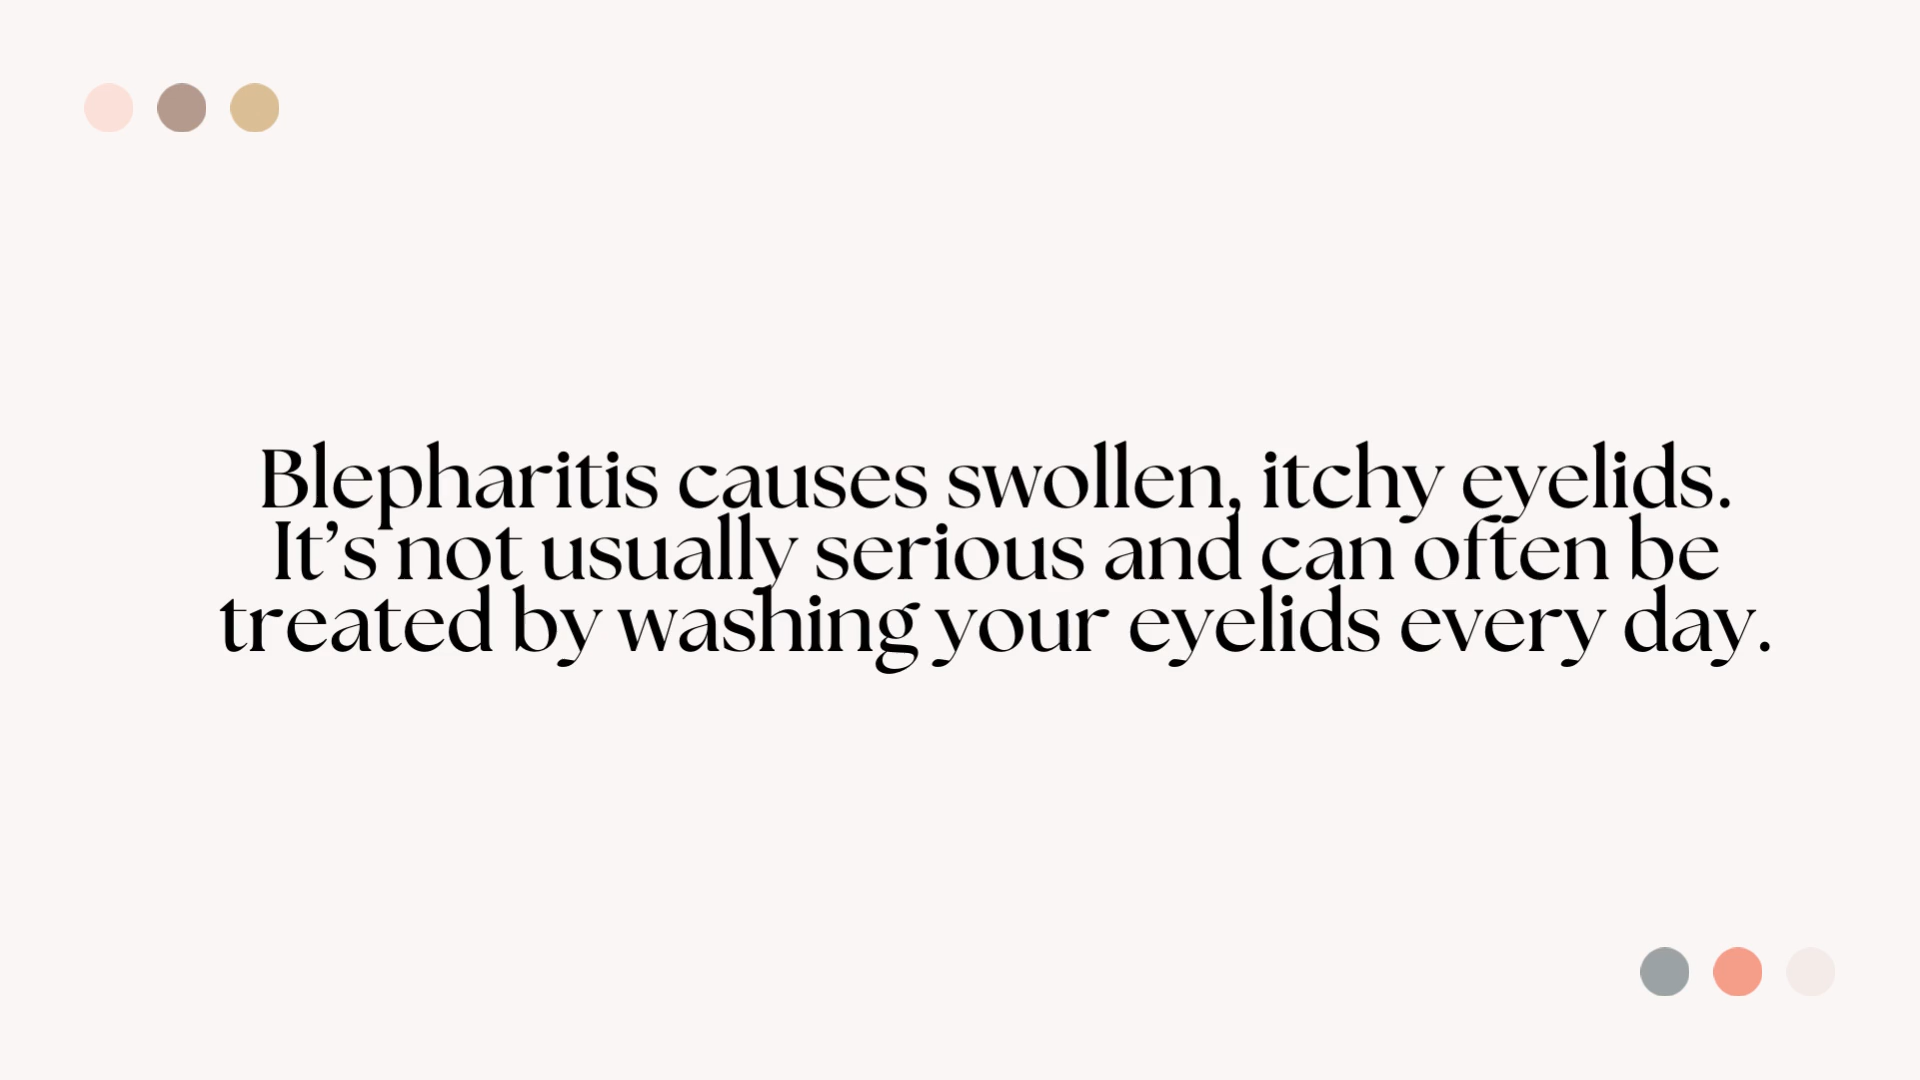 Blepharitis causes swollen, itchy eyelids.
It’s not usually serious and can often be
treated by washing your eyelids every day.